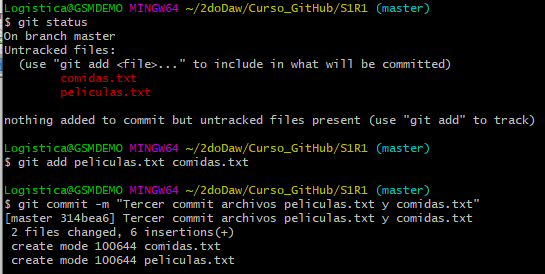 Logistica@GSMDEMO MINGW64 ~/2doDaw/Curso_GitHub/S1R1 (master)
$ git status
On branch master
Untracked files:
  (use "git add <file>..." to include in what will be committed)
        comidas.txt
        peliculas.txt

nothing added to commit but untracked files present (use "git add" to track)

Logistica@GSMDEMO MINGW64 ~/2doDaw/Curso_GitHub/S1R1 (master)
$ git add peliculas.txt comidas.txt

Logistica@GSMDEMO MINGW64 ~/2doDaw/Curso_GitHub/S1R1 (master)
$ git commit -m "Tercer commit archivos peliculas.txt y comidas.txt"
[master 314bea6] Tercer commit archivos peliculas.txt y comidas.txt
 2 files changed, 6 insertions(+)
 create mode 100644 comidas.txt
 create mode 100644 peliculas.txt